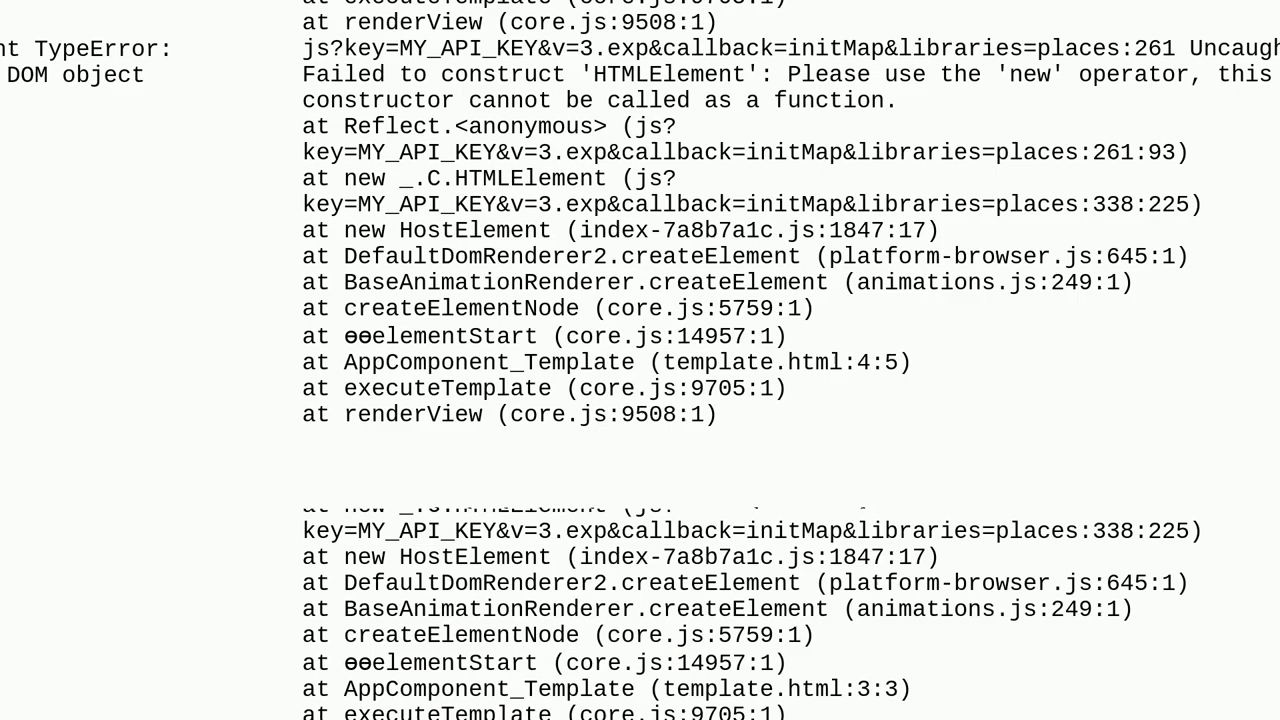 at executeTemplate (core.js:9705:1)
at renderView (core.js:9508:1)
nt TypeError: js?key=MY_API_KEY&v=3.exp&callback=initMap&libraries=places:261 Uncaugh
DOM object Failed to construct 'HTMLElement': Please use the 'new' operator, this
constructor cannot be called as a function.
at Reflect.<anonymous> (js?
key=MY_API_KEY&v=3.exp&callback=initMap&libraries=places:261:93)
at new _.C.HTMLElement (js?
key=MY_API_KEY&v=3.exp&callback=initMap&libraries=places:338:225)
at new HostElement (index-7a8b7a1c.js:1847:17)
at DefaultDomRenderer2.createElement (platform-browser.js:645:1)
at BaseAnimationRenderer.createElement (animations.js:249:1)
at createElementNode (core.js:5759:1)
at ɵɵelementStart (core.js:14957:1)
at AppComponent_Template (template.html:4:5)
at executeTemplate (core.js:9705:1)
at renderView (core.js:9508:1)
key=MY_API_KEY&v=3.exp&callback=initMap&libraries=places:338:225)
at new HostElement (index-7a8b7a1c.js:1847:17)
at DefaultDomRenderer2.createElement (platform-browser.js:645:1)
at BaseAnimationRenderer.createElement (animations.js:249:1)
at createElementNode (core.js:5759:1)
at ɵɵelementStart (core.js:14957:1)
at AppComponent_Template (template.html:3:3)
at executeTemplate (core.js:9705:1)